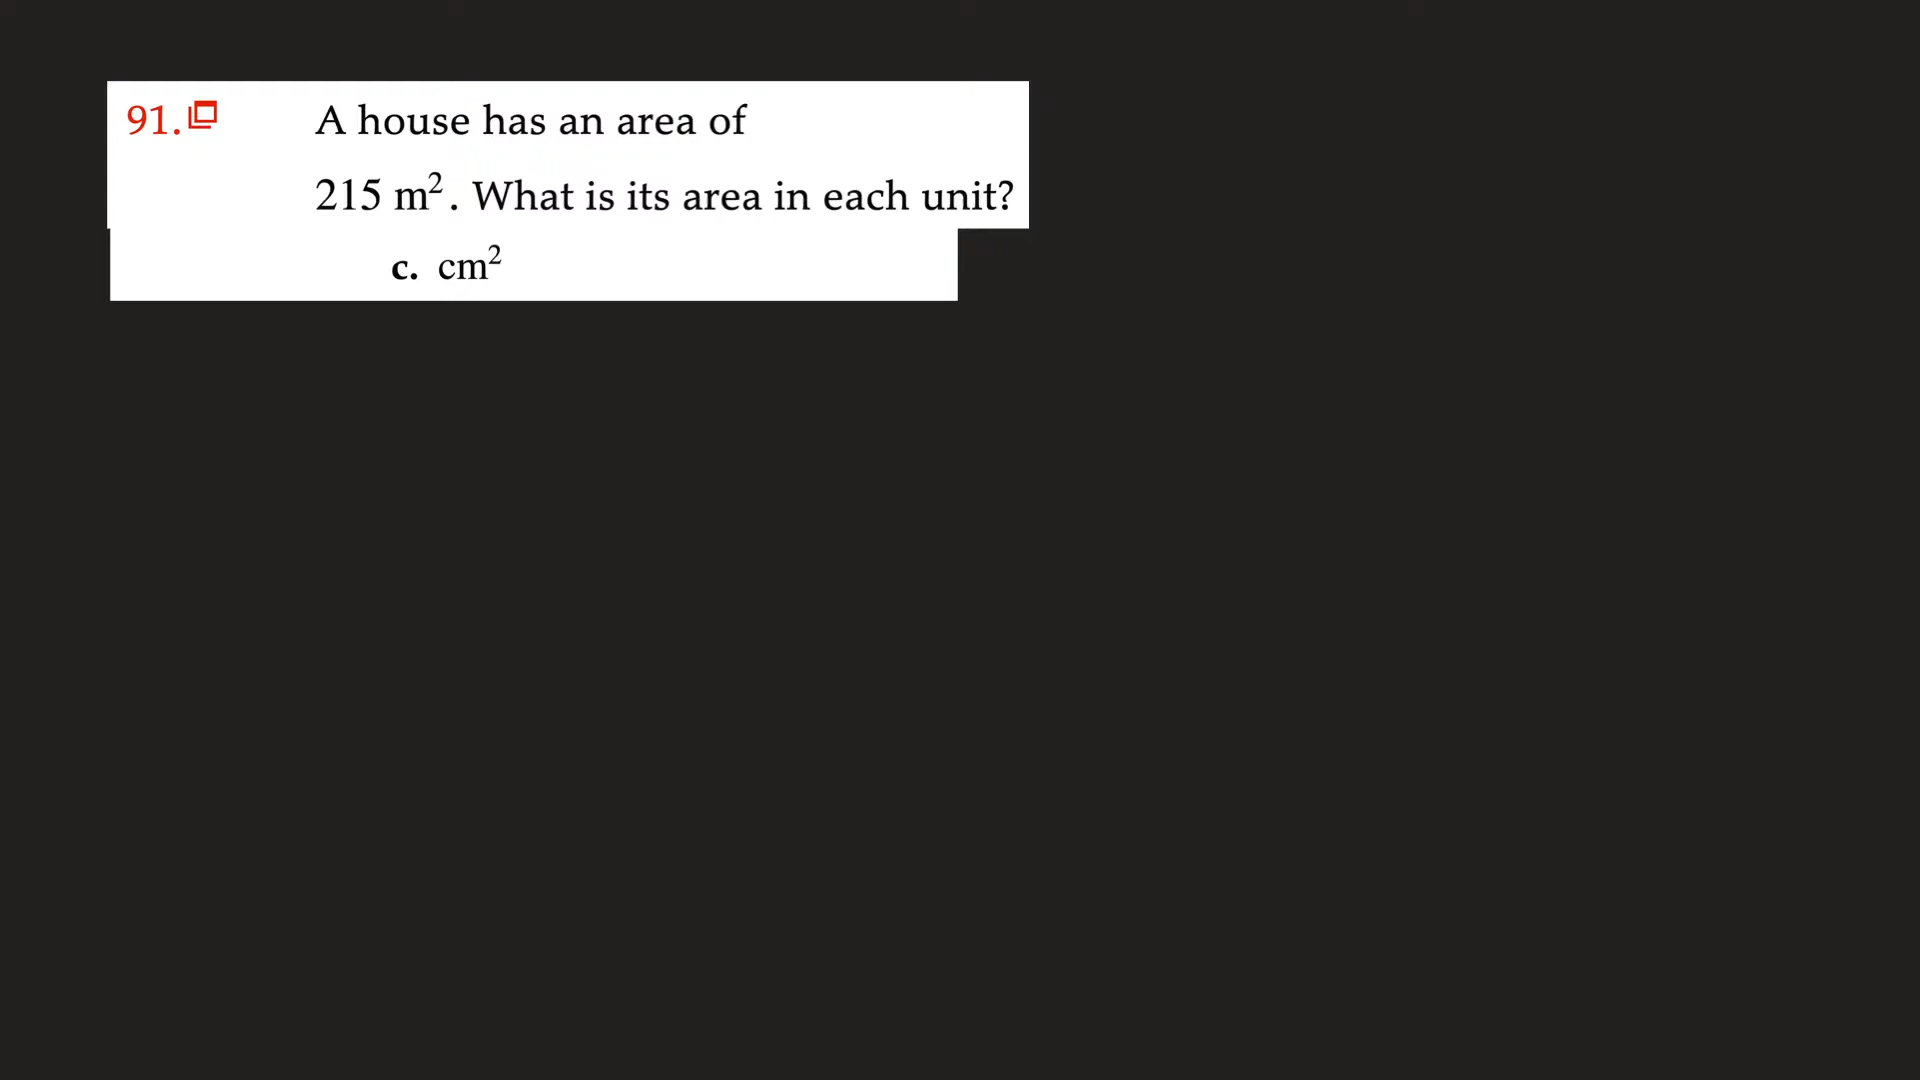 91. A house has an area of
215 m². What is its area in each unit?
c. cm²